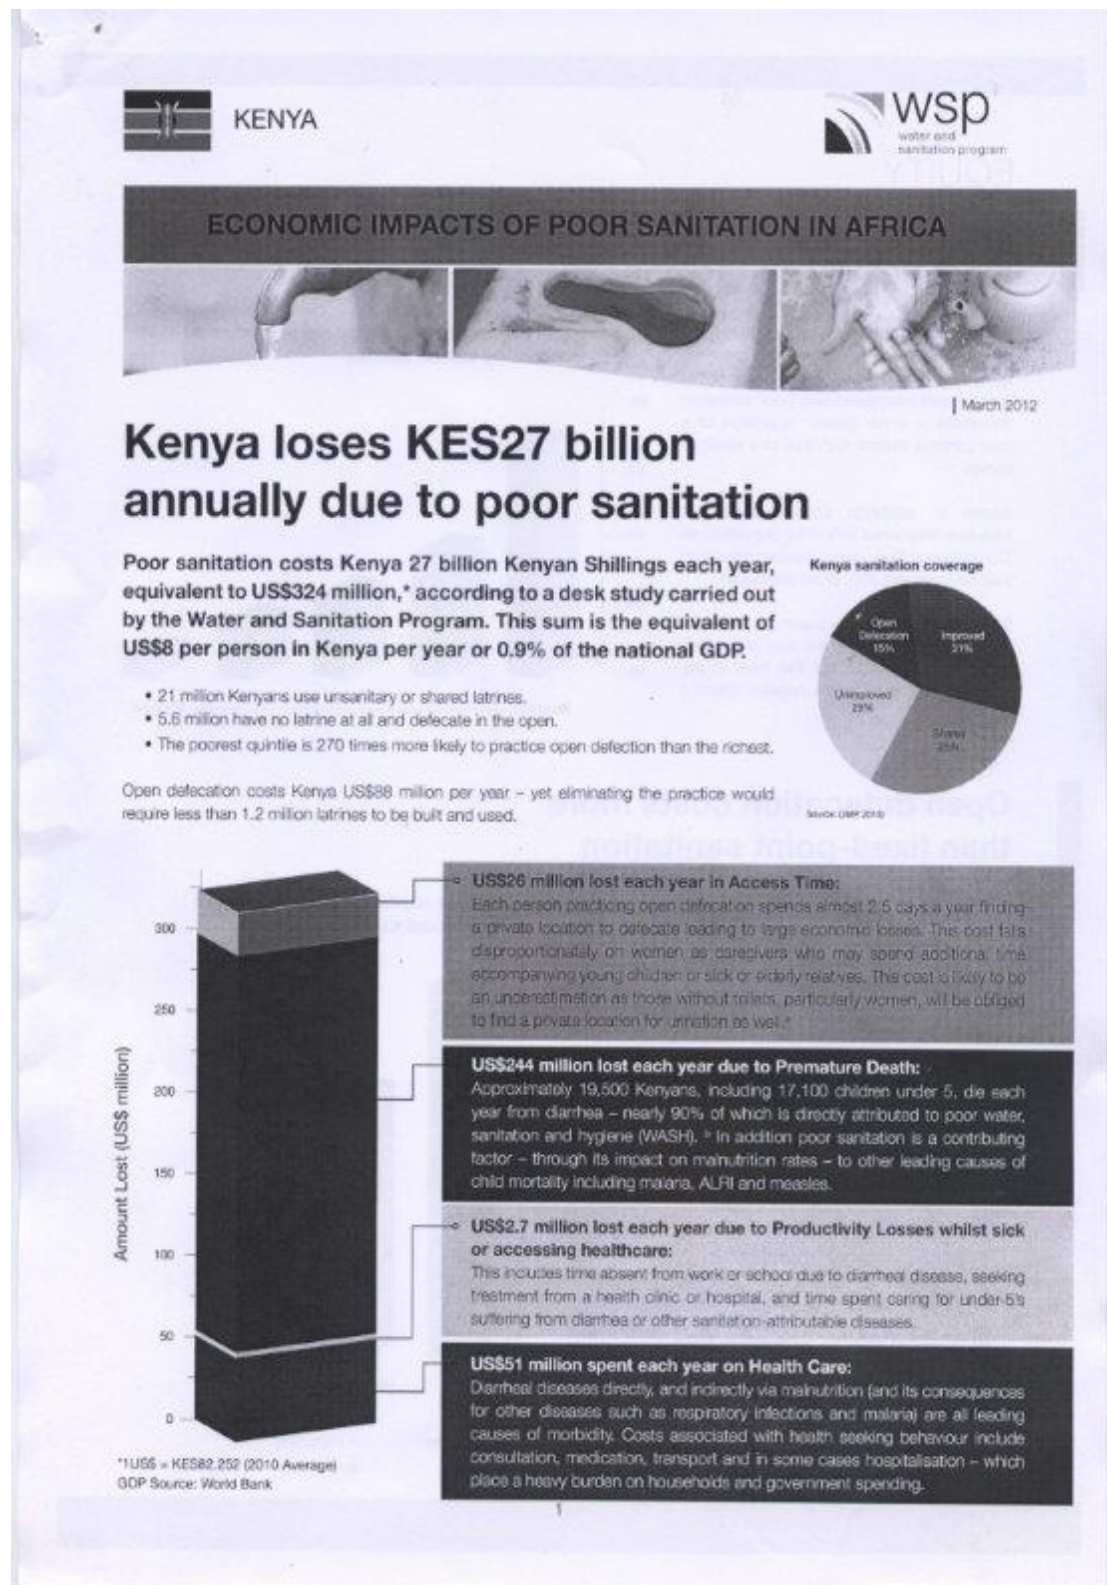 KENYA
wsp
water and
sanitation program
ECONOMIC IMPACTS OF POOR SANITATION IN AFRICA
March 2012
Kenya loses KES27 billion
annually due to poor sanitation
Poor sanitation costs Kenya 27 billion Kenyan Shillings each year,
equivalent to US$324 million,* according to a desk study carried out
by the Water and Sanitation Program. This sum is the equivalent of
US$8 per person in Kenya per year or 0.9% of the national GDP.
• 21 million Kenyans use unsanitary or shared latrines.
• 5.6 million have no latrine at all and defecate in the open.
• The poorest quintile is 270 times more likely to practice open defection than the richest.
Open defecation costs Kenya US$88 million per year – yet eliminating the practice would
require less than 1.2 million latrines to be built and used.
Kenya sanitation coverage
Open
Defecation
15%
Improved
31%
Unimproved
29%
Shared
25%
Source: (JMP 2010)
US$26 million lost each year in Access Time:
Each person practicing open defecation spends almost 2.5 days a year finding
a private location to defecate leading to large economic losses. This cost falls
disproportionately on women as caregivers who may spend additional time
accompanying young children or sick or elderly relatives. This cost is likely to be
an underestimation as those without toilets, particularly women, will be obliged
to find a private location for urination as well.
US$244 million lost each year due to Premature Death:
Approximately 19,500 Kenyans, including 17,100 children under 5, die each
year from diarrhea – nearly 90% of which is directly attributed to poor water,
sanitation and hygiene (WASH). In addition poor sanitation is a contributing
factor – through its impact on malnutrition rates – to other leading causes of
child mortality including malaria, ALRI and measles.
US$2.7 million lost each year due to Productivity Losses whilst sick
or accessing healthcare:
This includes time absent from work or school due to diarrheal disease, seeking
treatment from a health clinic or hospital, and time spent caring for under-5's
suffering from diarrhea or other sanitation-attributable diseases.
US$51 million spent each year on Health Care:
Diarrheal diseases directly, and indirectly via malnutrition (and its consequences
for other diseases such as respiratory infections and malaria) are all leading
causes of morbidity. Costs associated with health seeking behaviour include
consultation, medication, transport and in some cases hospitalisation – which
place a heavy burden on households and government spending.
Amount Lost (US$ million)
300
250
200
150
100
50
0
*1US$ = KES82.252 (2010 Average)
GDP Source: World Bank
1